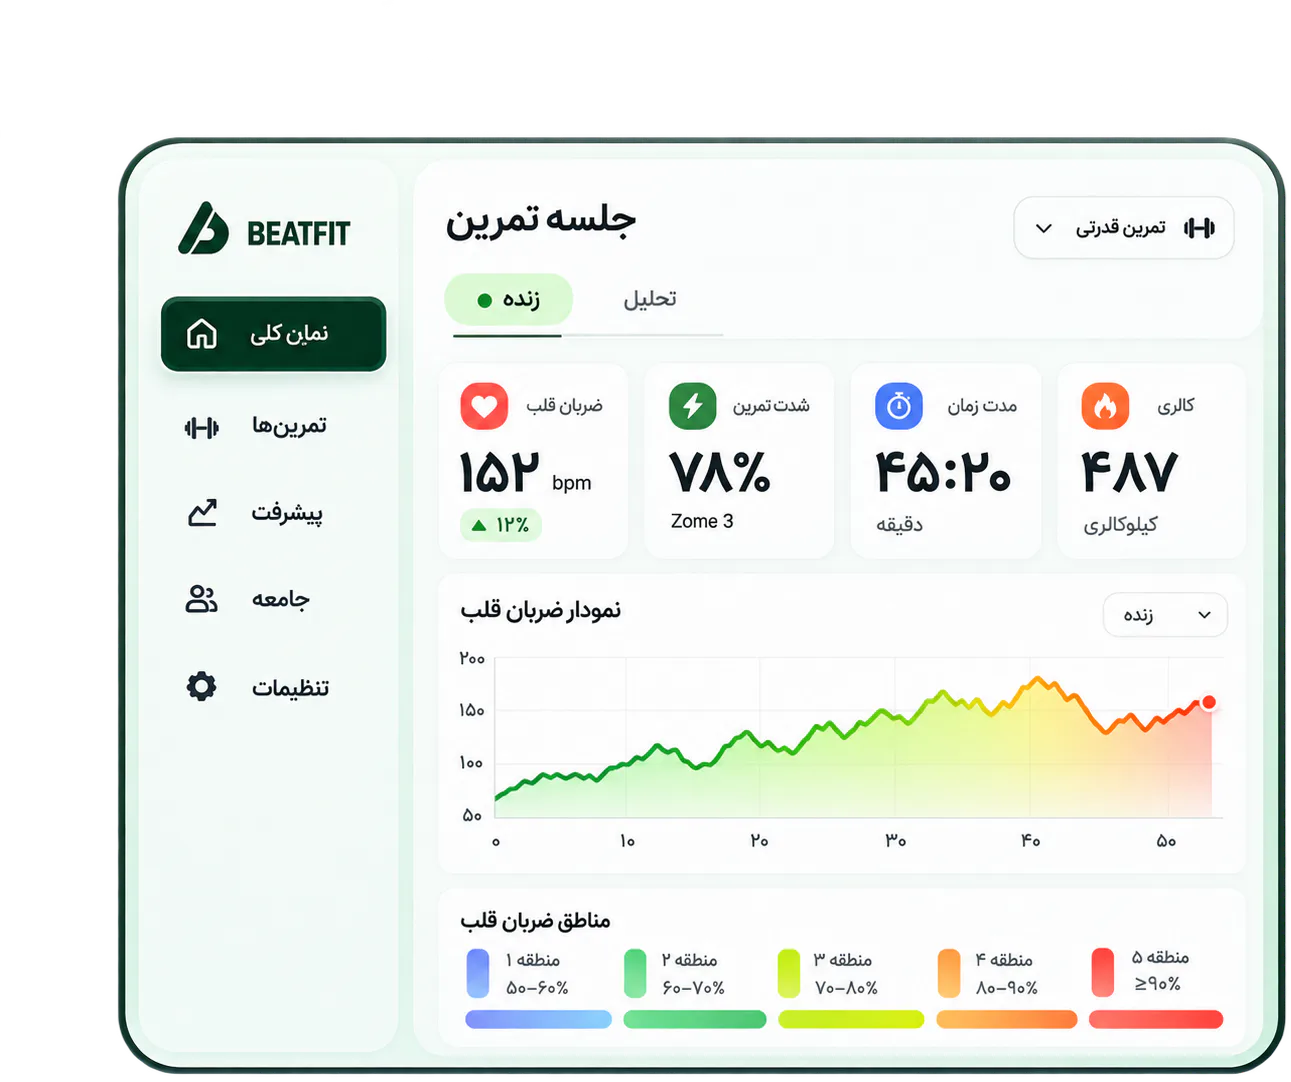 BEATFIT
نماین کلی
تمرین‌ها
پیشرفت
جامعه
تنظیمات
جلسه تمرین
تمرین قدرتی
زنده
تحلیل
ضربان قلب
۱۵۲ bpm
۱۲%
شدت تمرین
۷۸%
Zome 3
مدت زمان
۴۵:۲۰
دقیقه
کالری
۴۸۷
کیلوکالری
نمودار ضربان قلب
زنده
۲۰۰
۱۵۰
۱۰۰
۵۰
۰ ۱۰ ۲۰ ۳۰ ۴۰ ۵۰
مناطق ضربان قلب
منطقه ۱
۵۰–۶۰%
منطقه ۲
۶۰–۷۰%
منطقه ۳
۷۰–۸۰%
منطقه ۴
۸۰–۹۰%
منطقه ۵
≥۹۰%